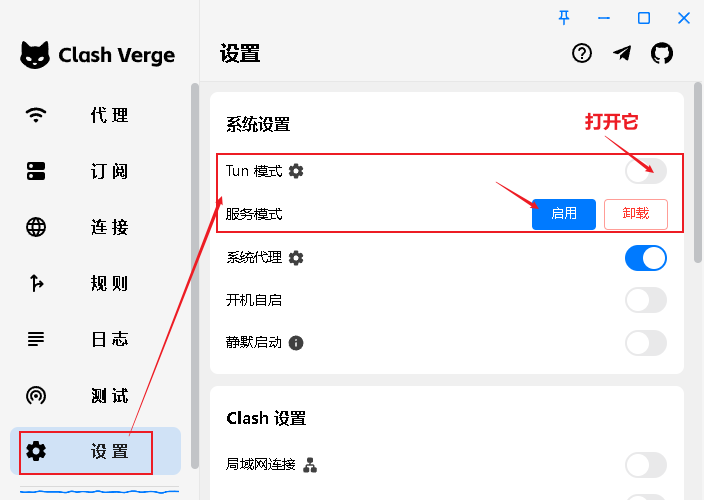 Clash Verge
代理
订阅
连接
规则
日志
测试
设置
设置
系统设置
打开它
Tun 模式
服务模式
启用
卸载
系统代理
开机自启
静默启动
Clash 设置
局域网连接